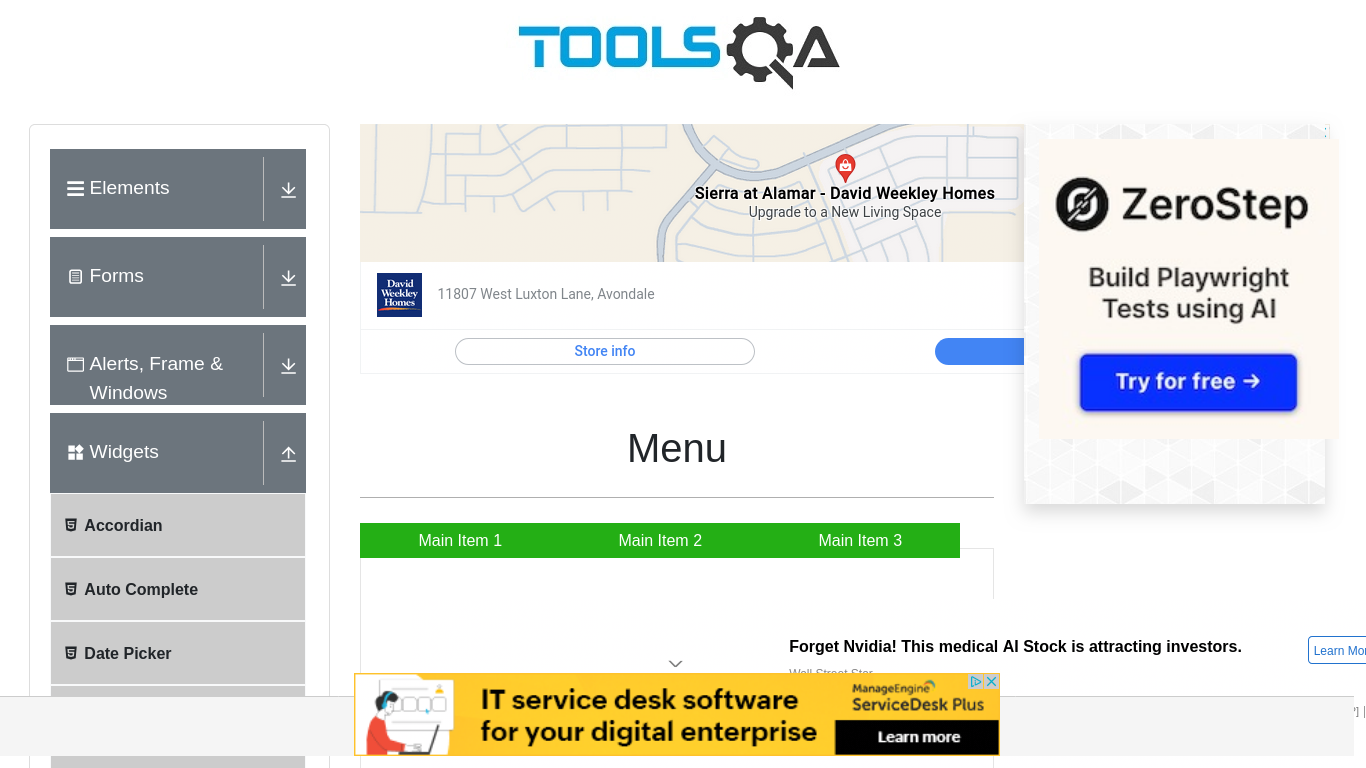 TOOLSQA
Elements
Forms
Alerts, Frame &
Windows
Widgets
Accordian
Auto Complete
Date Picker
Sierra at Alamar - David Weekley Homes
Upgrade to a New Living Space
David
Weekley
Homes
11807 West Luxton Lane, Avondale
Store info
ZeroStep
Build Playwright
Tests using AI
Try for free →
Menu
Main Item 1
Main Item 2
Main Item 3
Forget Nvidia! This medical AI Stock is attracting investors.
Learn Mor
Wall Street Star
IT service desk software
for your digital enterprise
ManageEngine
ServiceDesk Plus
Learn more